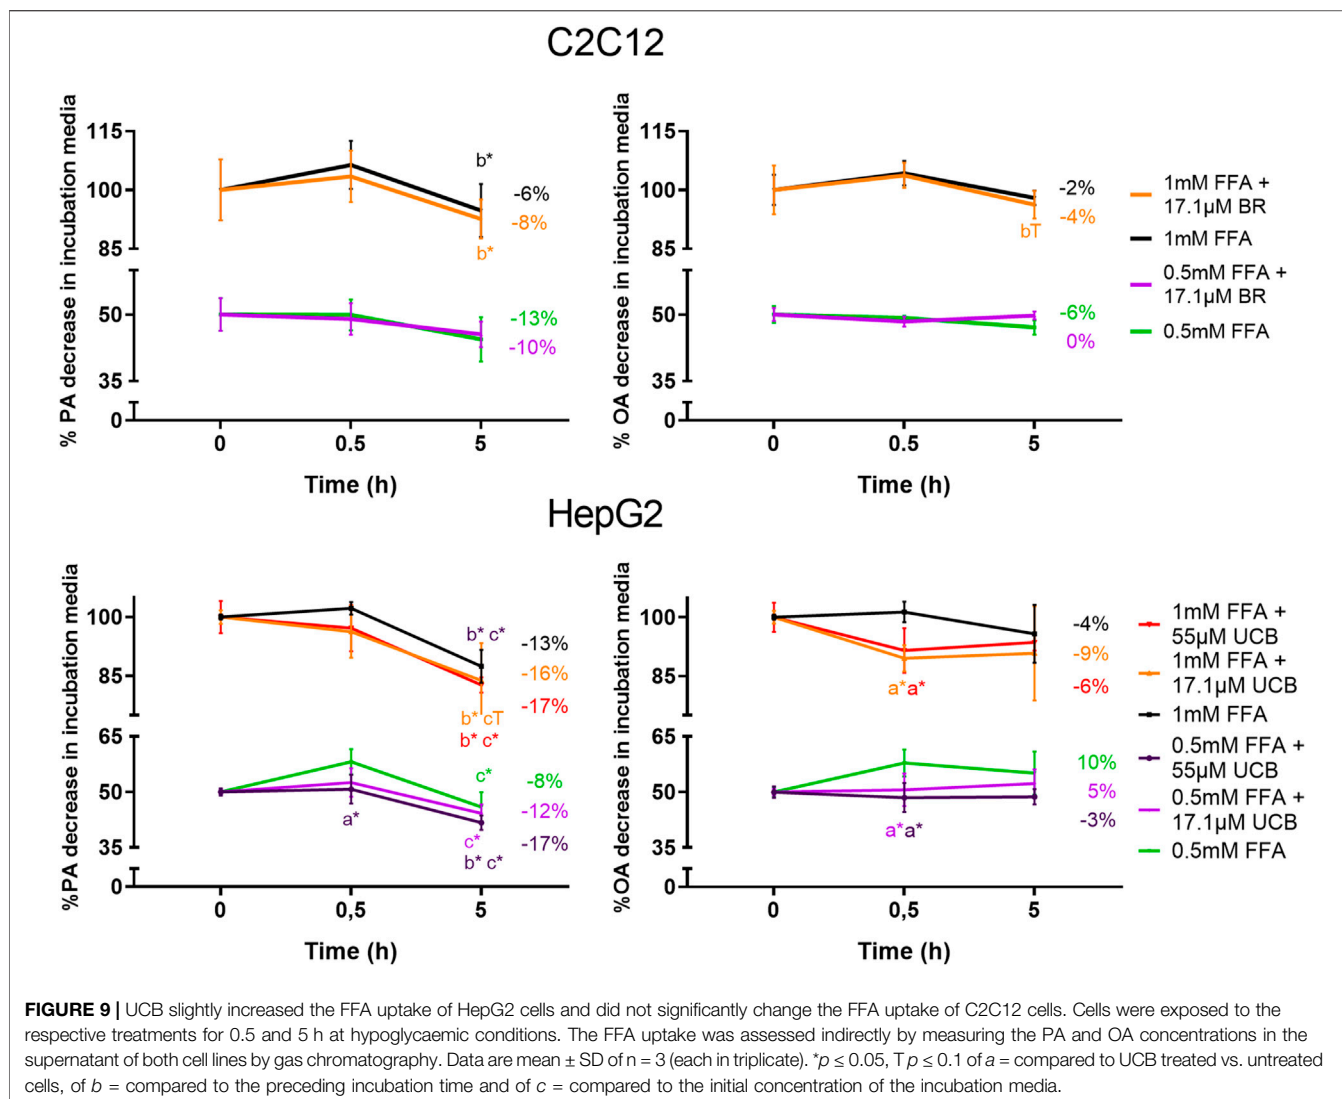 C2C12
% PA decrease in incubation media
115
100
85
50
35
0
b*
-6%
-8%
b*
-13%
-10%
0
0.5
5
Time (h)
% OA decrease in incubation media
115
100
85
50
35
0
-2%
-4%
bT
-6%
0%
0
0.5
5
Time (h)
1mM FFA +
17.1µM BR
1mM FFA
0.5mM FFA +
17.1µM BR
0.5mM FFA
HepG2
%PA decrease in incubation media
100
85
65
50
35
0
b* c*
-13%
-16%
-17%
b* cT
b* c*
c*
-8%
-12%
a*
c*
-17%
b* c*
0
0,5
5
Time (h)
%OA decrease in incubation media
100
85
65
50
35
0
-4%
-9%
a*a*
-6%
10%
5%
a*a*
-3%
0
0,5
5
Time (h)
1mM FFA +
55µM UCB
1mM FFA +
17.1µM UCB
1mM FFA
0.5mM FFA +
55µM UCB
0.5mM FFA +
17.1µM UCB
0.5mM FFA
FIGURE 9 | UCB slightly increased the FFA uptake of HepG2 cells and did not significantly change the FFA uptake of C2C12 cells. Cells were exposed to the
respective treatments for 0.5 and 5 h at hypoglycaemic conditions. The FFA uptake was assessed indirectly by measuring the PA and OA concentrations in the
supernatant of both cell lines by gas chromatography. Data are mean ± SD of n = 3 (each in triplicate). *p ≤ 0.05, T p ≤ 0.1 of a = compared to UCB treated vs. untreated
cells, of b = compared to the preceding incubation time and of c = compared to the initial concentration of the incubation media.